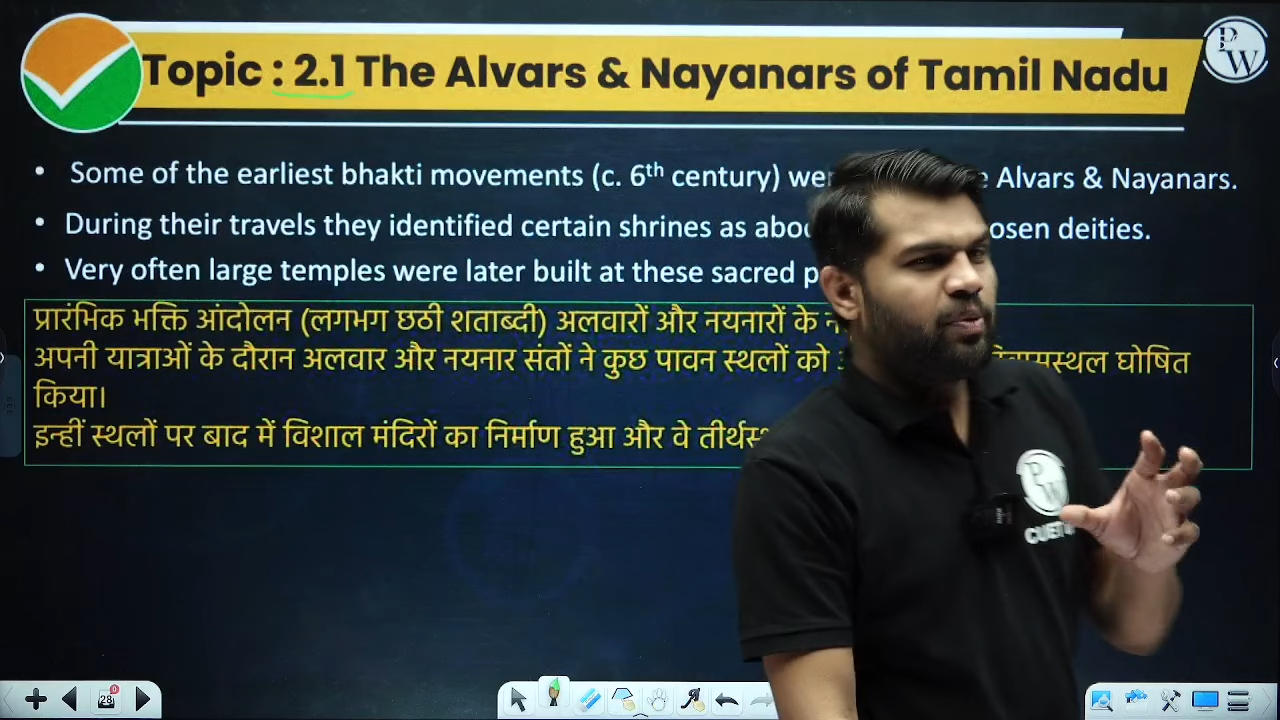 Topic : 2.1 The Alvars & Nayanars of Tamil Nadu
PW
• Some of the earliest bhakti movements (c. 6th century) Alvars & Nayanars.
• During their travels they identified certain shrines as deities.
• Very often large temples were later built at these sacred
प्रारंभिक भक्ति आंदोलन (लगभग छठी शताब्दी) अलवारों और नयनारों के
अपनी यात्राओं के दौरान अलवार और नयनार संतों ने कुछ पावन स्थलों को घोषित
किया।
इन्हीं स्थलों पर बाद में विशाल मंदिरों का निर्माण हुआ और वे
PW
28